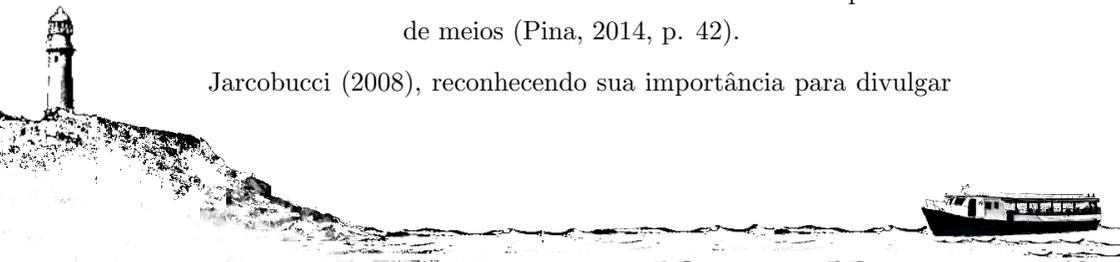 de meios (Pina, 2014, p. 42).
Jarcobucci (2008), reconhecendo sua importância para divulgar